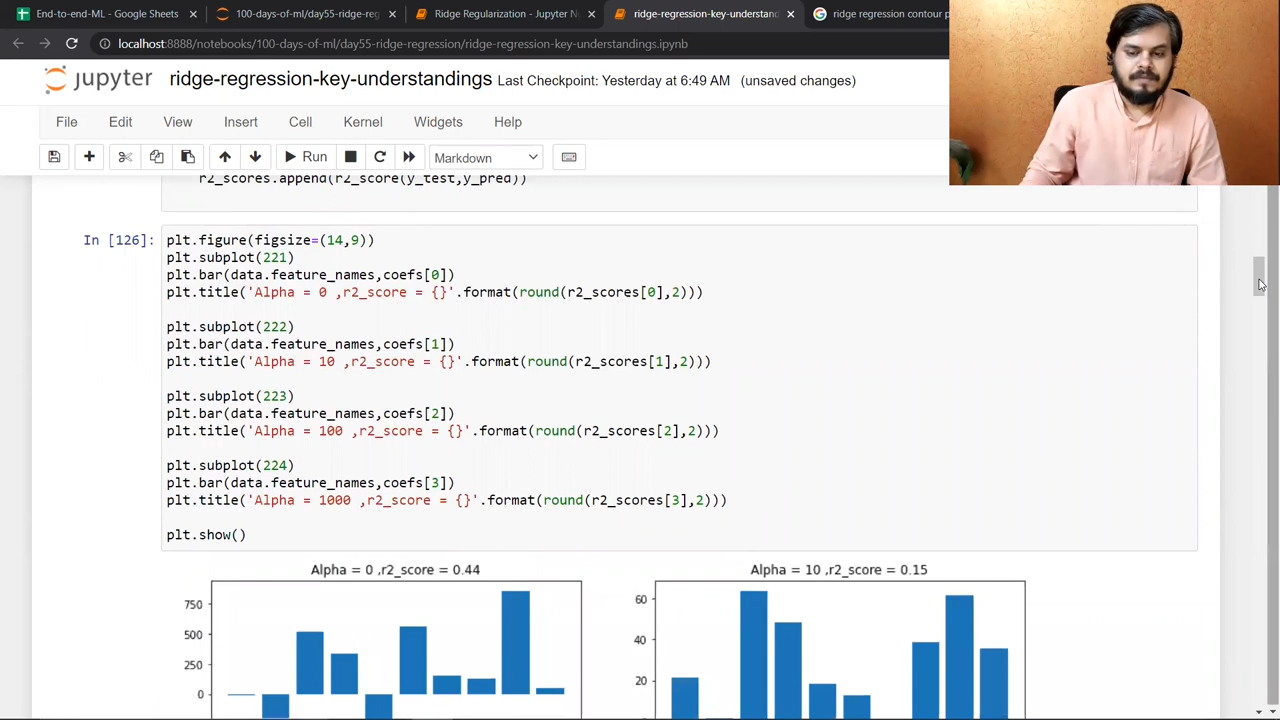 End-to-end-ML - Google Sheets
100-days-of-ml/day55-ridge-reg
Ridge Regularization - Jupyter No
ridge-regression-key-understand
ridge regression contour p
localhost:8888/notebooks/100-days-of-ml/day55-ridge-regression/ridge-regression-key-understandings.ipynb
jupyter ridge-regression-key-understandings Last Checkpoint: Yesterday at 6:49 AM (unsaved changes)
File Edit View Insert Cell Kernel Widgets Help
Run Markdown
r2_scores.append(r2_score(y_test,y_pred))
In [126]: plt.figure(figsize=(14,9))
plt.subplot(221)
plt.bar(data.feature_names,coefs[0])
plt.title('Alpha = 0 ,r2_score = {}'.format(round(r2_scores[0],2)))
plt.subplot(222)
plt.bar(data.feature_names,coefs[1])
plt.title('Alpha = 10 ,r2_score = {}'.format(round(r2_scores[1],2)))
plt.subplot(223)
plt.bar(data.feature_names,coefs[2])
plt.title('Alpha = 100 ,r2_score = {}'.format(round(r2_scores[2],2)))
plt.subplot(224)
plt.bar(data.feature_names,coefs[3])
plt.title('Alpha = 1000 ,r2_score = {}'.format(round(r2_scores[3],2)))
plt.show()
Alpha = 0 ,r2_score = 0.44
750
500
250
0
Alpha = 10 ,r2_score = 0.15
60
40
20